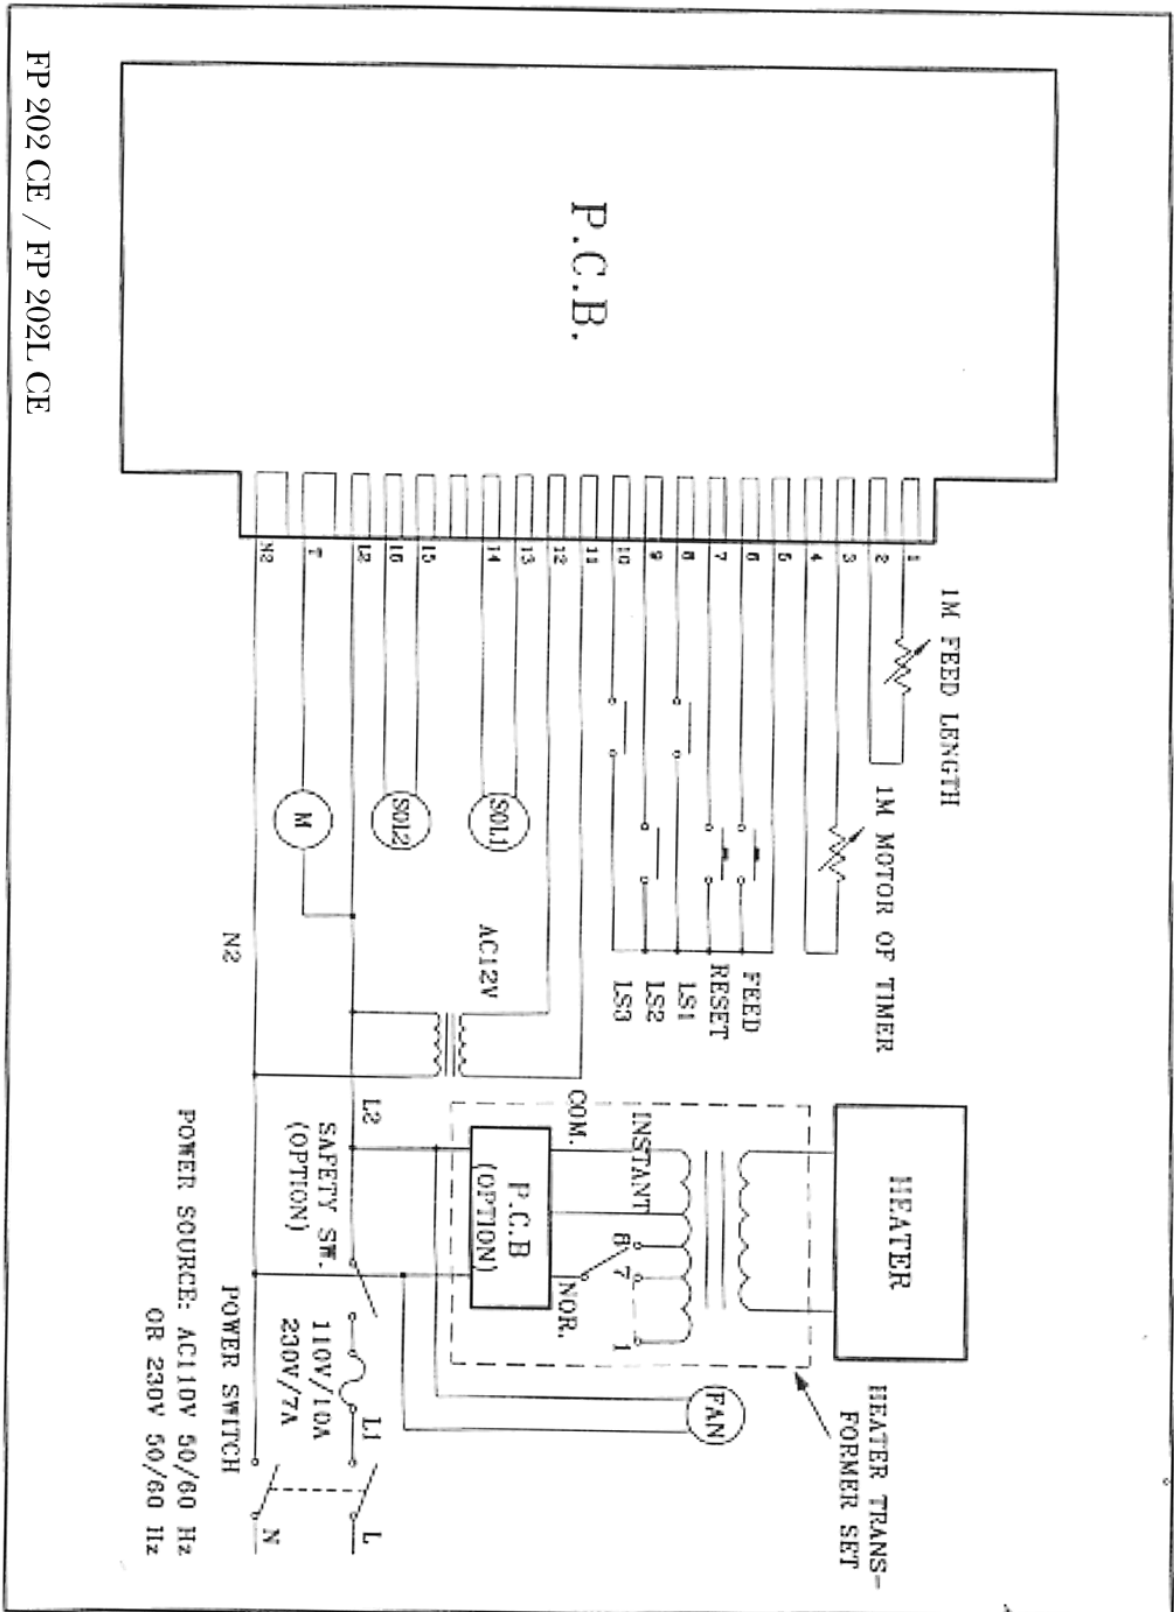 FP 202 CE / FP 202L CE
P.C.B.
1
2
3
4
5
6
7
8
9
10
11
12
13
14
15
16
L2
T
N2
1M FEED LENGTH
1M MOTOR OF TIMER
FEED
RESET
LS1
LS2
LS3
SOL1
SOL2
M
AC12V
N2
L2
HEATER
COM.
INSTANT
8
7
1
NOR.
P.C.B
(OPTION)
HEATER TRANS-
FORMER SET
FAN
SAFETY SW.
(OPTION)
110V/10A
230V/7A
L1
L
N
POWER SWITCH
POWER SOURCE: AC110V 50/60 Hz
OR 230V 50/60 Hz